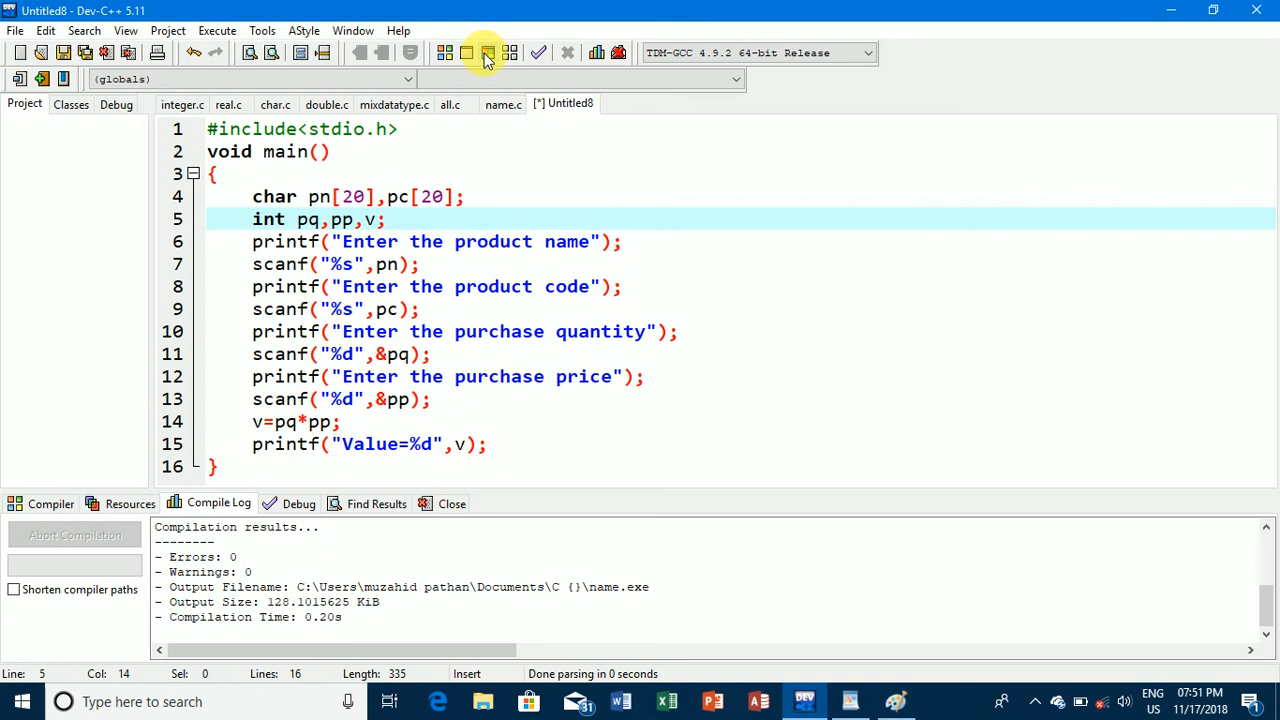 Untitled8 - Dev-C++ 5.11
File Edit Search View Project Execute Tools AStyle Window Help
TDM-GCC 4.9.2 64-bit Release
(globals)
Project Classes Debug
integer.c real.c char.c double.c mixdatatype.c all.c name.c [*] Untitled8
1 #include<stdio.h>
2 void main()
3 {
4 char pn[20],pc[20];
5 int pq,pp,v;
6 printf("Enter the product name");
7 scanf("%s",pn);
8 printf("Enter the product code");
9 scanf("%s",pc);
10 printf("Enter the purchase quantity");
11 scanf("%d",&pq);
12 printf("Enter the purchase price");
13 scanf("%d",&pp);
14 v=pq*pp;
15 printf("Value=%d",v);
16 }
Compiler Resources Compile Log Debug Find Results Close
Abort Compilation
Shorten compiler paths
Compilation results...
--------
- Errors: 0
- Warnings: 0
- Output Filename: C:\Users\muzahid pathan\Documents\C {}\name.exe
- Output Size: 128.1015625 KiB
- Compilation Time: 0.20s
Line: 5 Col: 14 Sel: 0 Lines: 16 Length: 335 Insert Done parsing in 0 seconds
Type here to search
31
ENG
US
07:51 PM
11/17/2018
1